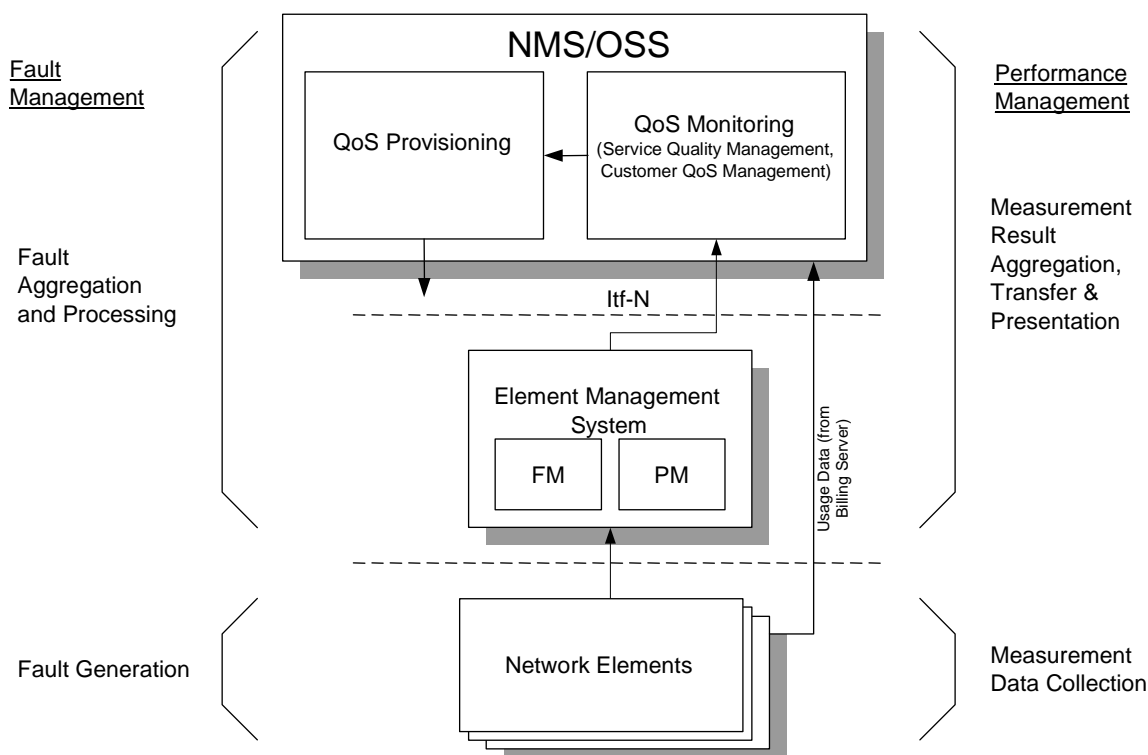 NMS/OSS
Fault
Management
Performance
Management
QoS Provisioning
QoS Monitoring
(Service Quality Management,
Customer QoS Management)
Fault
Aggregation
and Processing
Measurement
Result
Aggregation,
Transfer &
Presentation
Itf-N
Element Management
System
FM
PM
Usage Data (from
Billing Server)
Fault Generation
Network Elements
Measurement
Data Collection